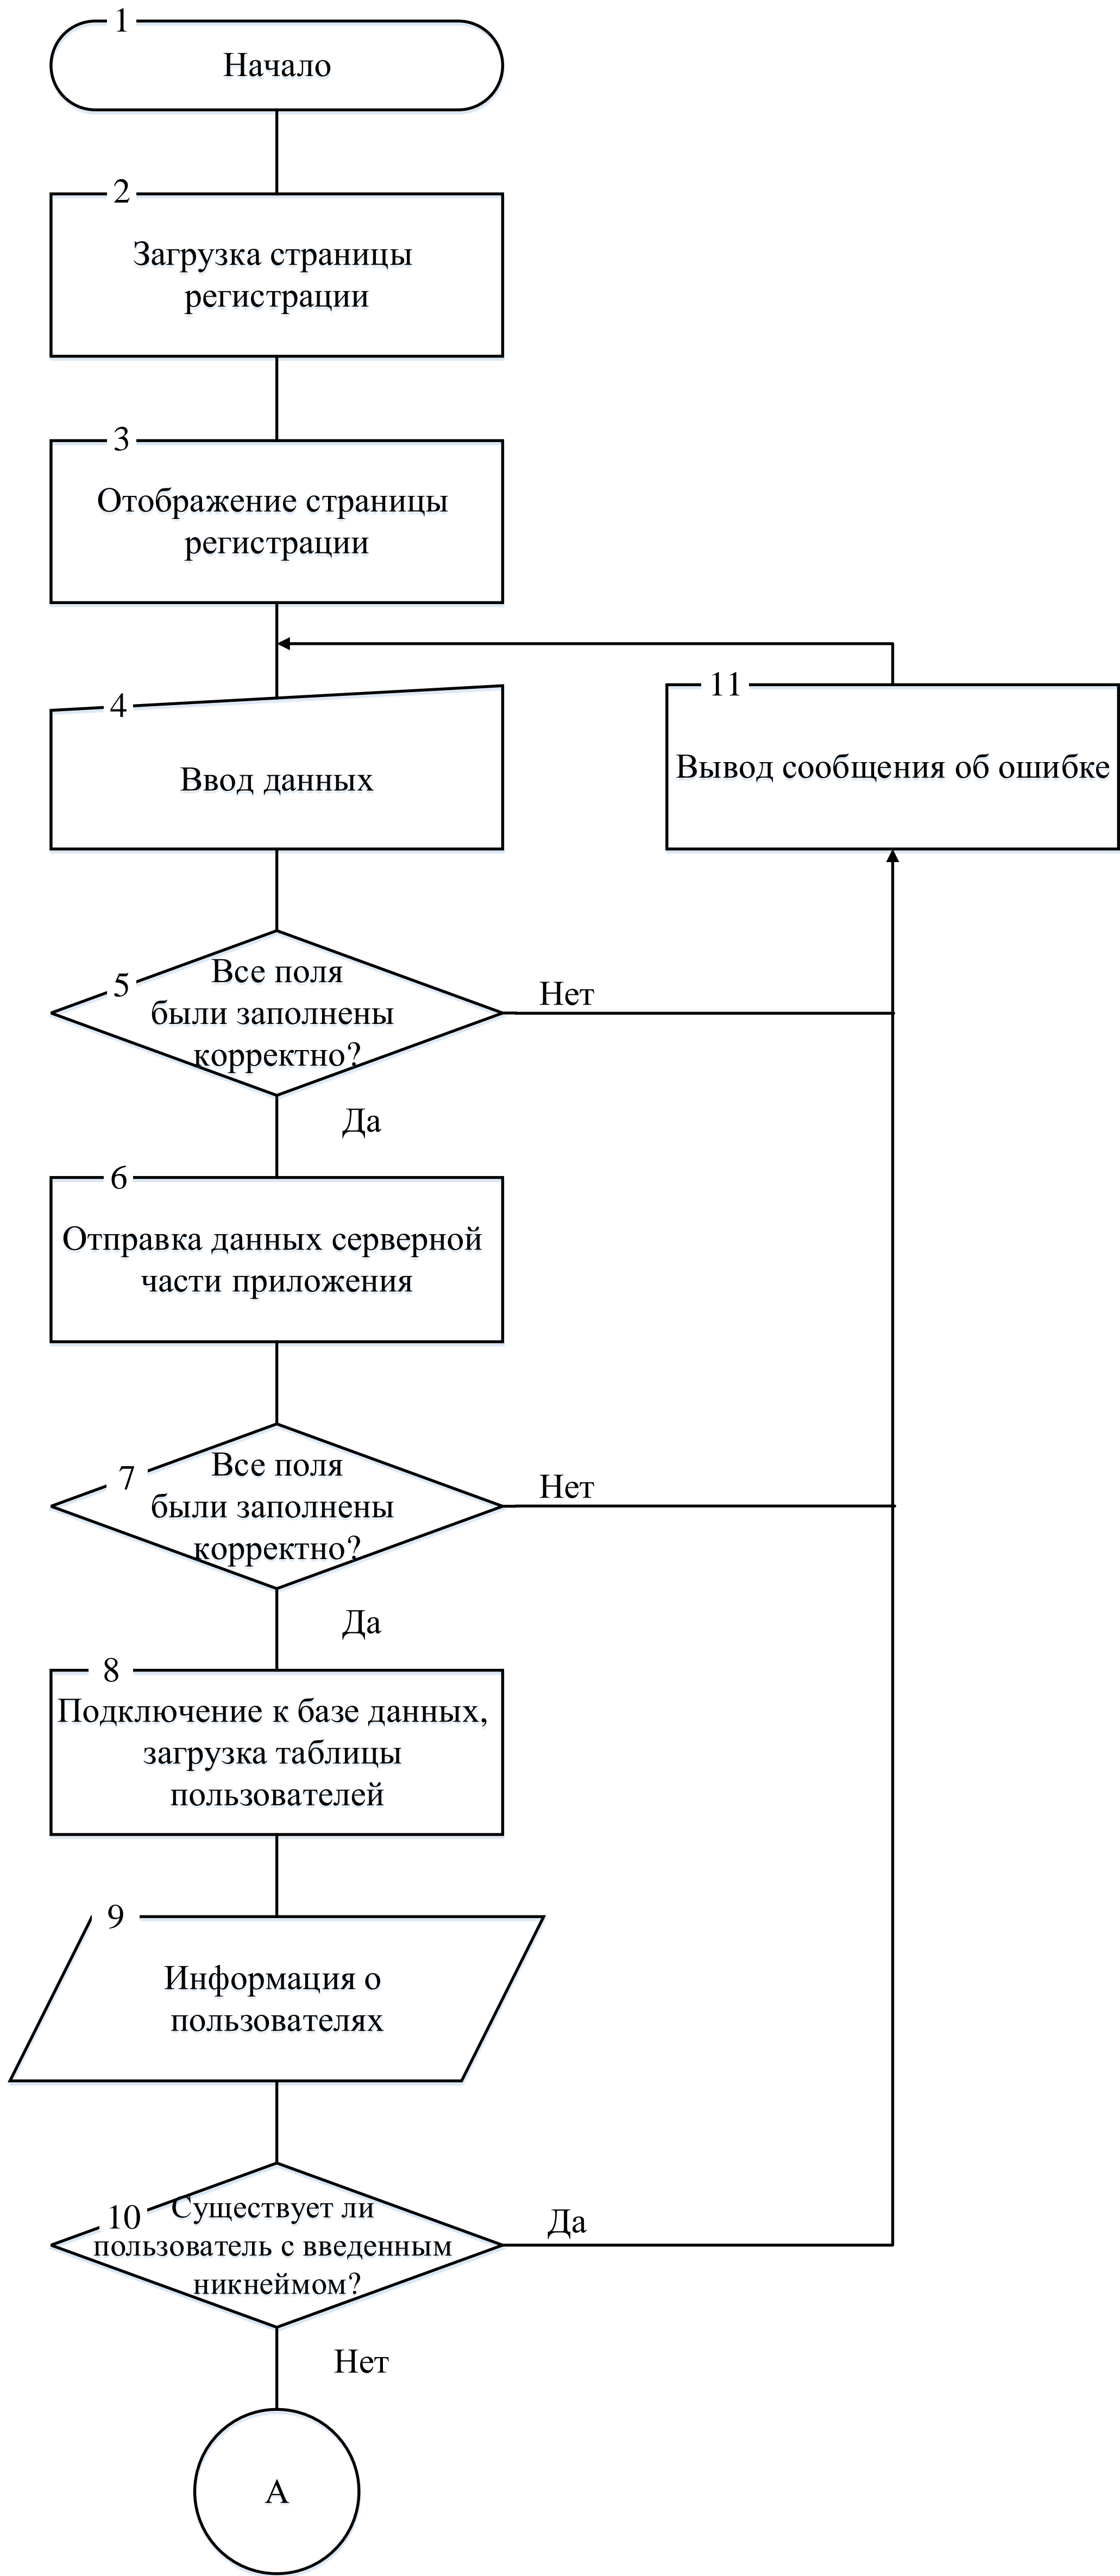 1
Начало
2
Загрузка страницы
регистрации
3
Отображение страницы
регистрации
4
Ввод данных
11
Вывод сообщения об ошибке
5
Все поля
были заполнены
корректно?
Нет
Да
6
Отправка данных серверной
части приложения
7
Все поля
были заполнены
корректно?
Нет
Да
8
Подключение к базе данных,
загрузка таблицы
пользователей
9
Информация о
пользователях
10
Существует ли
пользователь с введенным
никнеймом?
Да
Нет
А